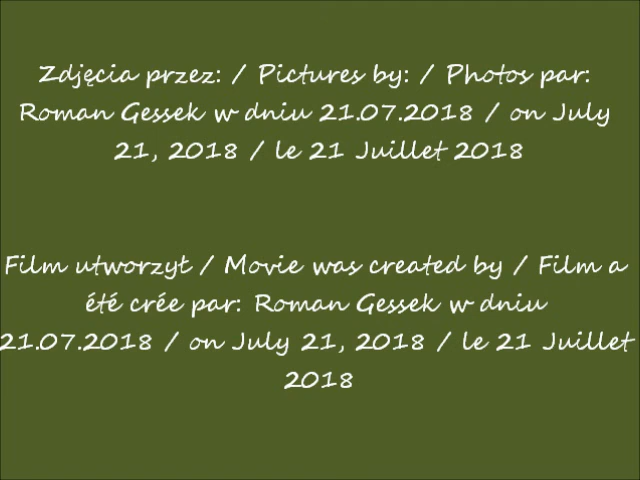 Zdjęcia przez: / Pictures by: / Photos par:
Roman Gessek w dniu 21.07.2018 / on July
21, 2018 / le 21 Juillet 2018
Film utworzył / Movie was created by / Film a
été crée par: Roman Gessek w dniu
21.07.2018 / on July 21, 2018 / le 21 Juillet
2018